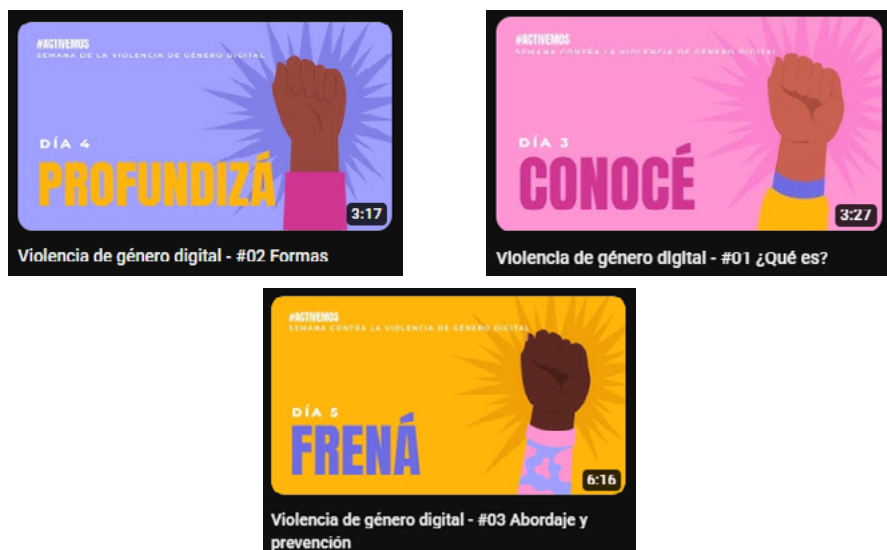 #ACTIVEMOS
SEMANA DE LA VIOLENCIA DE GÉNERO DIGITAL
DÍA 4
PROFUNDIZÁ
3:17
Violencia de género digital - #02 Formas
#ACTIVEMOS
SEMANA CONTRA LA VIOLENCIA DE GÉNERO DIGITAL
DÍA 3
CONOCÉ
3:27
Violencia de género digital - #01 ¿Qué es?
#ACTIVEMOS
SEMANA CONTRA LA VIOLENCIA DE GÉNERO DIGITAL
DÍA 5
FRENÁ
6:16
Violencia de género digital - #03 Abordaje y
prevención